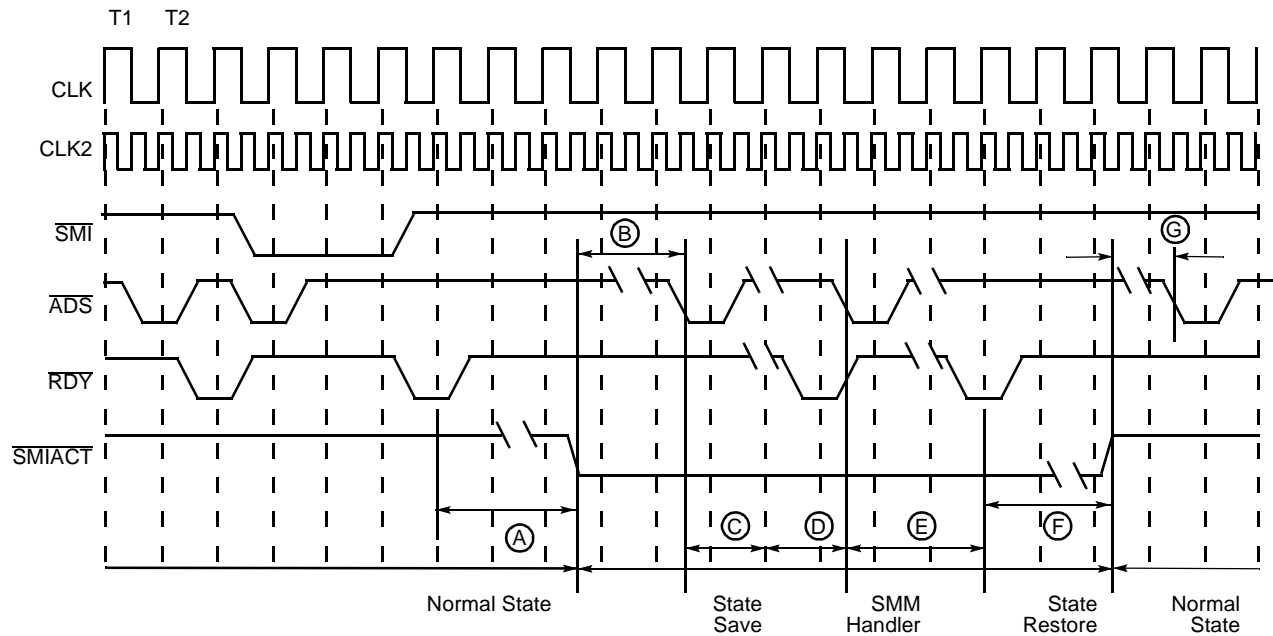 T1 T2
CLK
CLK2
SMI
B
G
ADS
RDY
SMIACT
A
C D E F
Normal State
State
Save
SMM
Handler
State
Restore
Normal
State